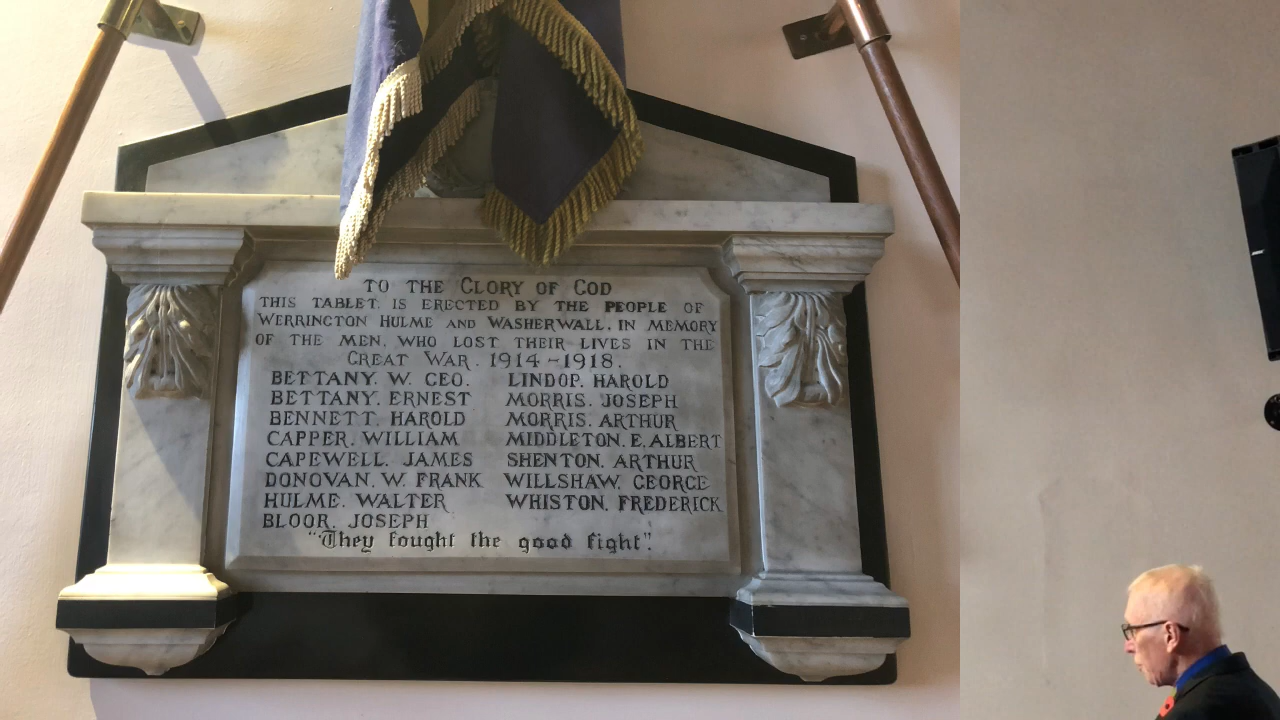 TO THE GLORY OF GOD
THIS TABLET IS ERECTED BY THE PEOPLE OF
WERRINGTON HULME AND WASHERWALL. IN MEMORY
OF THE MEN, WHO LOST THEIR LIVES IN THE
GREAT WAR. 1914-1918.
BETTANY. W. GEO.
BETTANY. ERNEST
BENNETT. HAROLD
CAPPER. WILLIAM
CAPEWELL. JAMES
DONOVAN. W. FRANK
HULME. WALTER
BLOOR. JOSEPH
LINDOP. HAROLD
MORRIS. JOSEPH
MORRIS. ARTHUR
MIDDLETON. E. ALBERT
SHENTON. ARTHUR
WILLSHAW. GEORGE
WHISTON. FREDERICK
"They fought the good fight".